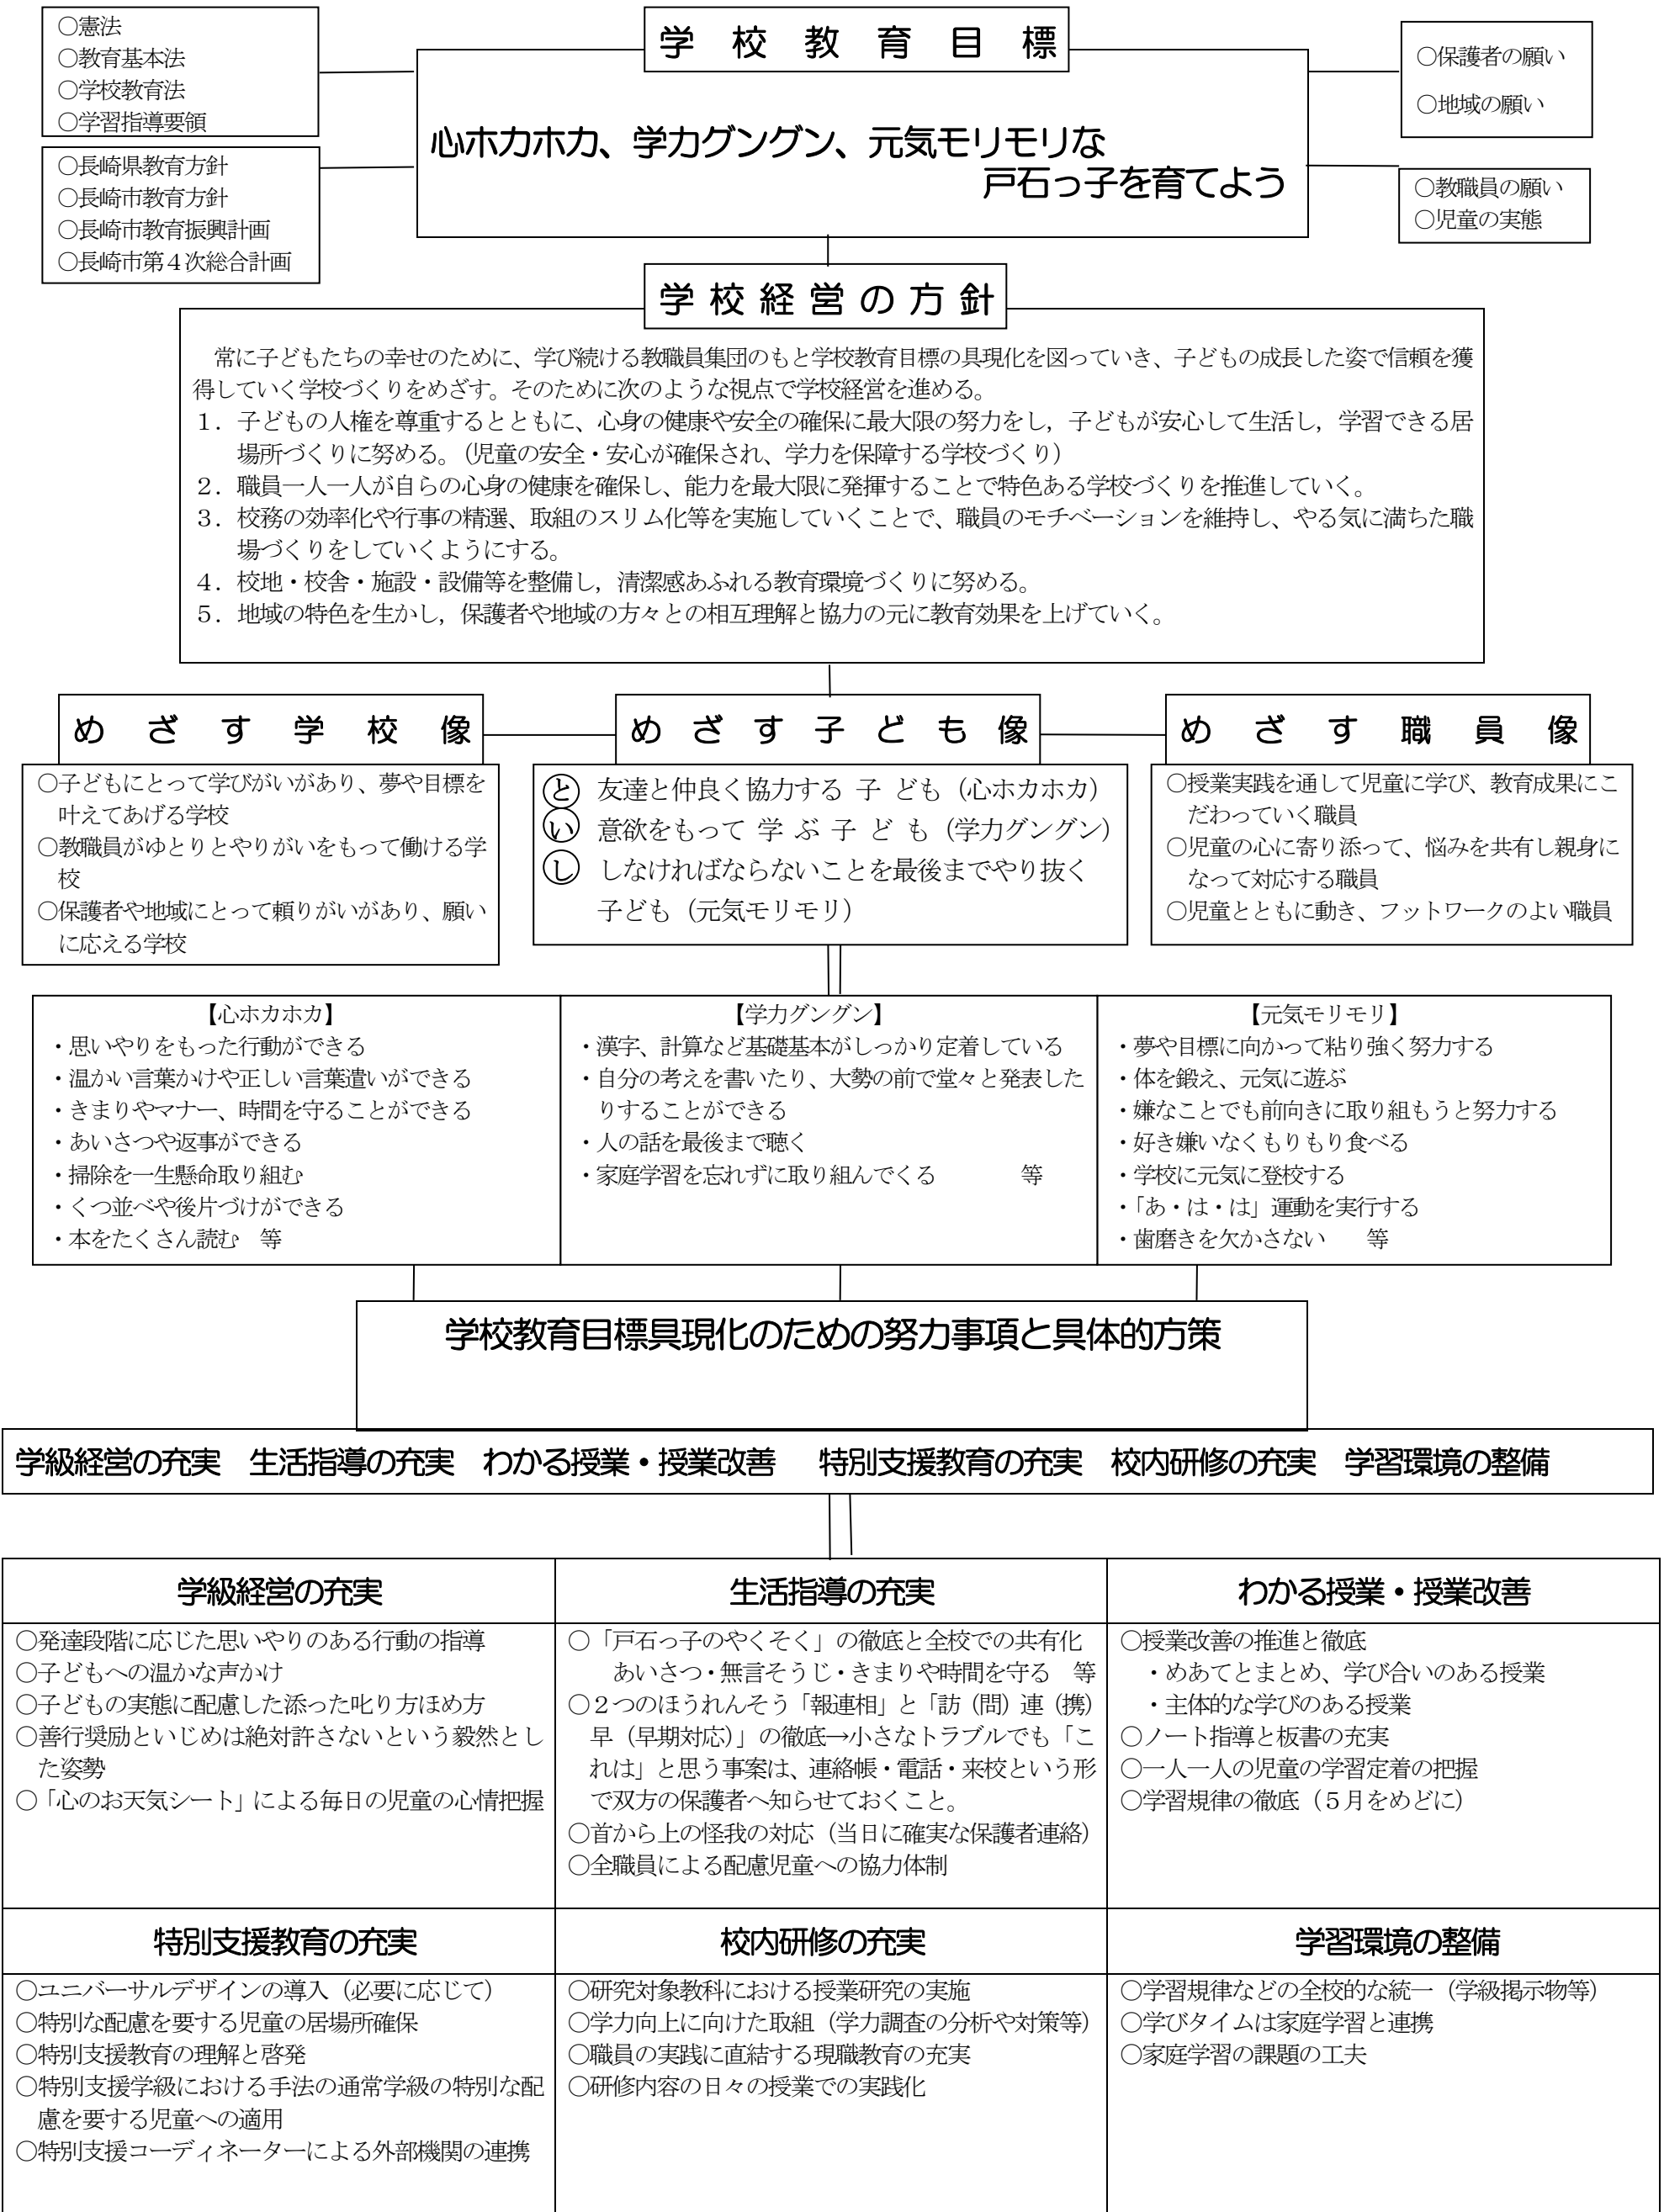 ○憲法
○教育基本法
○学校教育法
○学習指導要領
○長崎県教育方針
○長崎市教育方針
○長崎市教育振興計画
○長崎市第４次総合計画
学校教育目標
心ホカホカ、学力グングン、元気モリモリな
戸石っ子を育てよう
○保護者の願い
○地域の願い
○教職員の願い
○児童の実態
学校経営の方針
常に子どもたちの幸せのために、学び続ける教職員集団のもと学校教育目標の具現化を図っていき、子どもの成長した姿で信頼を獲
得していく学校づくりをめざす。そのために次のような視点で学校経営を進める。
１．子どもの人権を尊重するとともに、心身の健康や安全の確保に最大限の努力をし，子どもが安心して生活し，学習できる居
場所づくりに努める。（児童の安全・安心が確保され、学力を保障する学校づくり）
２．職員一人一人が自らの心身の健康を確保し、能力を最大限に発揮することで特色ある学校づくりを推進していく。
３．校務の効率化や行事の精選、取組のスリム化等を実施していくことで、職員のモチベーションを維持し、やる気に満ちた職
場づくりをしていくようにする。
４．校地・校舎・施設・設備等を整備し，清潔感あふれる教育環境づくりに努める。
５．地域の特色を生かし，保護者や地域の方々との相互理解と協力の元に教育効果を上げていく。
めざす学校像
○子どもにとって学びがいがあり、夢や目標を
叶えてあげる学校
○教職員がゆとりとやりがいをもって働ける学
校
○保護者や地域にとって頼りがいがあり、願い
に応える学校
めざす子ども像
と 友達と仲良く協力する 子 ども（心ホカホカ）
い 意欲をもって 学 ぶ 子 ど も（学力グングン）
し しなければならないことを最後までやり抜く
子ども（元気モリモリ）
めざす職員像
○授業実践を通して児童に学び、教育成果にこ
だわっていく職員
○児童の心に寄り添って、悩みを共有し親身に
なって対応する職員
○児童とともに動き、フットワークのよい職員
【心ホカホカ】
・思いやりをもった行動ができる
・温かい言葉かけや正しい言葉遣いができる
・きまりやマナー、時間を守ることができる
・あいさつや返事ができる
・掃除を一生懸命取り組む
・くつ並べや後片づけができる
・本をたくさん読む　等
【学力グングン】
・漢字、計算など基礎基本がしっかり定着している
・自分の考えを書いたり、大勢の前で堂々と発表した
りすることができる
・人の話を最後まで聴く
・家庭学習を忘れずに取り組んでくる　　　　等
【元気モリモリ】
・夢や目標に向かって粘り強く努力する
・体を鍛え、元気に遊ぶ
・嫌なことでも前向きに取り組もうと努力する
・好き嫌いなくもりもり食べる
・学校に元気に登校する
・「あ・は・は」運動を実行する
・歯磨きを欠かさない　　等
学校教育目標具現化のための努力事項と具体的方策
学級経営の充実　生活指導の充実　わかる授業・授業改善　特別支援教育の充実　校内研修の充実　学習環境の整備
学級経営の充実
○発達段階に応じた思いやりのある行動の指導
○子どもへの温かな声かけ
○子どもの実態に配慮した添った叱り方ほめ方
○善行奨励といじめは絶対許さないという毅然とし
た姿勢
○「心のお天気シート」による毎日の児童の心情把握
生活指導の充実
○「戸石っ子のやくそく」の徹底と全校での共有化
あいさつ・無言そうじ・きまりや時間を守る　等
○２つのほうれんそう「報連相」と「訪（問）連（携）
早（早期対応）」の徹底→小さなトラブルでも「こ
れは」と思う事案は、連絡帳・電話・来校という形
で双方の保護者へ知らせておくこと。
○首から上の怪我の対応（当日に確実な保護者連絡）
○全職員による配慮児童への協力体制
わかる授業・授業改善
○授業改善の推進と徹底
・めあてとまとめ、学び合いのある授業
・主体的な学びのある授業
○ノート指導と板書の充実
○一人一人の児童の学習定着の把握
○学習規律の徹底（５月をめどに）
特別支援教育の充実
○ユニバーサルデザインの導入（必要に応じて）
○特別な配慮を要する児童の居場所確保
○特別支援教育の理解と啓発
○特別支援学級における手法の通常学級の特別な配
慮を要する児童への適用
○特別支援コーディネーターによる外部機関の連携
校内研修の充実
○研究対象教科における授業研究の実施
○学力向上に向けた取組（学力調査の分析や対策等）
○職員の実践に直結する現職教育の充実
○研修内容の日々の授業での実践化
学習環境の整備
○学習規律などの全校的な統一（学級掲示物等）
○学びタイムは家庭学習と連携
○家庭学習の課題の工夫